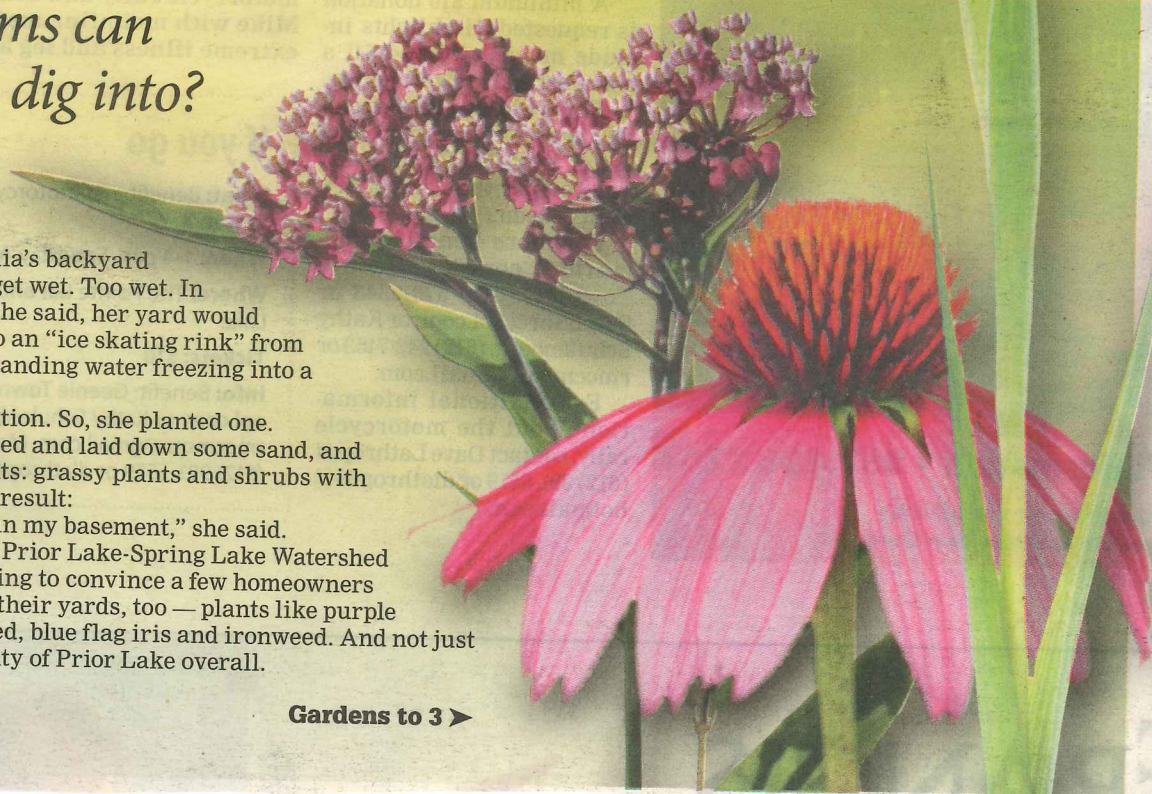 ms can
dig into?
ia's backyard
get wet. Too wet. In
he said, her yard would
o an “ice skating rink” from
anding water freezing into a
tion. So, she planted one.
ed and laid down some sand, and
ts: grassy plants and shrubs with
result:
in my basement,” she said.
Prior Lake-Spring Lake Watershed
ing to convince a few homeowners
their yards, too — plants like purple
ed, blue flag iris and ironweed. And not just
ty of Prior Lake overall.
Gardens to 3 ➤